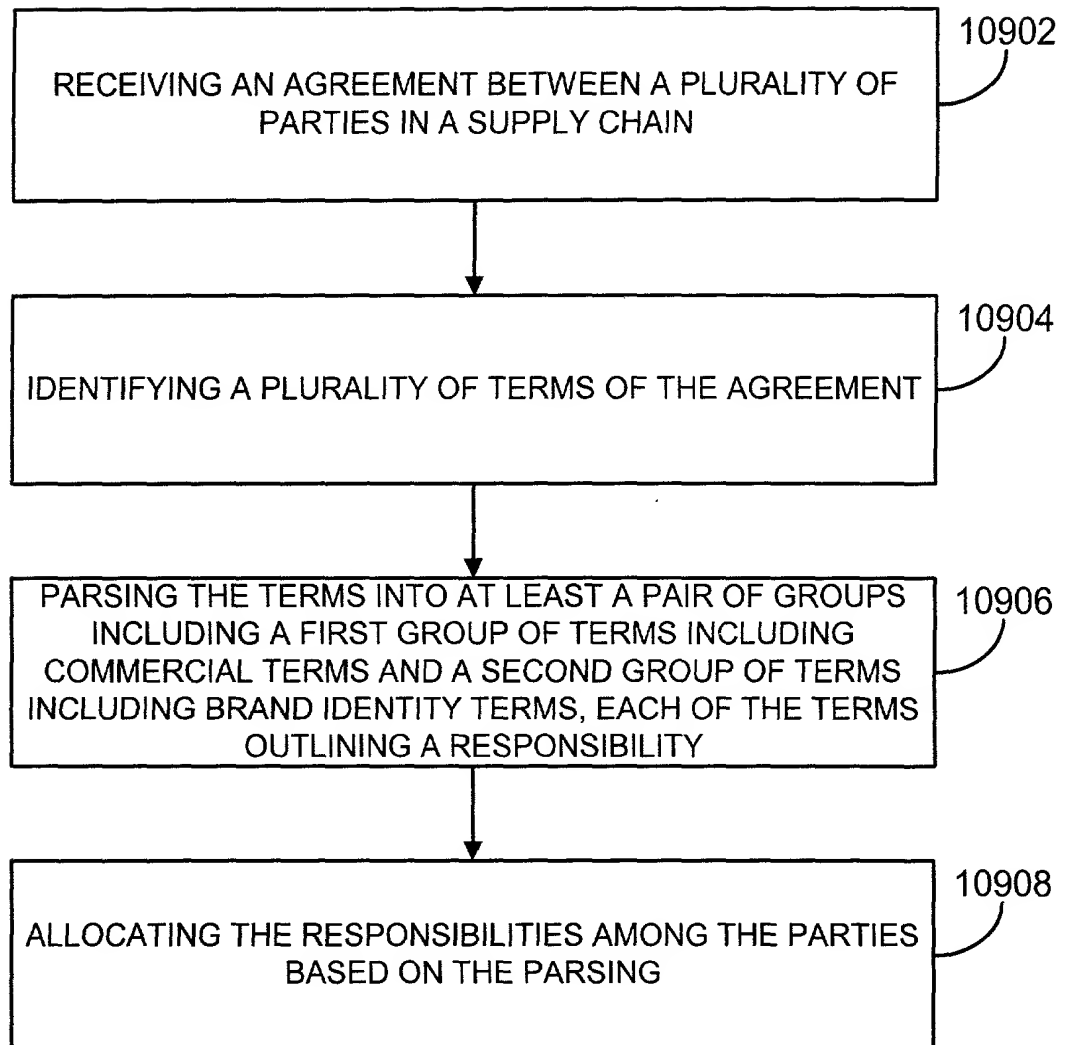 10902
RECEIVING AN AGREEMENT BETWEEN A PLURALITY OF
PARTIES IN A SUPPLY CHAIN
10904
IDENTIFYING A PLURALITY OF TERMS OF THE AGREEMENT
10906
PARSING THE TERMS INTO AT LEAST A PAIR OF GROUPS
INCLUDING A FIRST GROUP OF TERMS INCLUDING
COMMERCIAL TERMS AND A SECOND GROUP OF TERMS
INCLUDING BRAND IDENTITY TERMS, EACH OF THE TERMS
OUTLINING A RESPONSIBILITY
10908
ALLOCATING THE RESPONSIBILITIES AMONG THE PARTIES
BASED ON THE PARSING